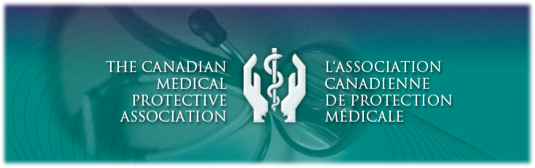 THE CANADIAN
MEDICAL
PROTECTIVE
ASSOCIATION
L'ASSOCIATION
CANADIENNE
DE PROTECTION
MÉDICALE